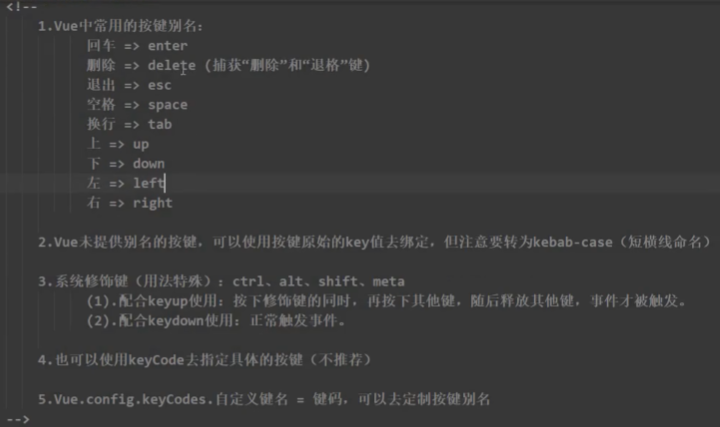 <!--
1.Vue中常用的按键别名:
回车 => enter
删除 => delete (捕获“删除”和“退格”键)
退出 => esc
空格 => space
换行 => tab
上 => up
下 => down
左 => left
右 => right
2.Vue未提供别名的按键，可以使用按键原始的key值去绑定，但注意要转为kebab-case（短横线命名）
3.系统修饰键（用法特殊）：ctrl、alt、shift、meta
(1).配合keyup使用：按下修饰键的同时，再按下其他键，随后释放其他键，事件才被触发。
(2).配合keydown使用：正常触发事件。
4.也可以使用keyCode去指定具体的按键（不推荐）
5.Vue.config.keyCodes.自定义键名 = 键码，可以去定制按键别名
-->